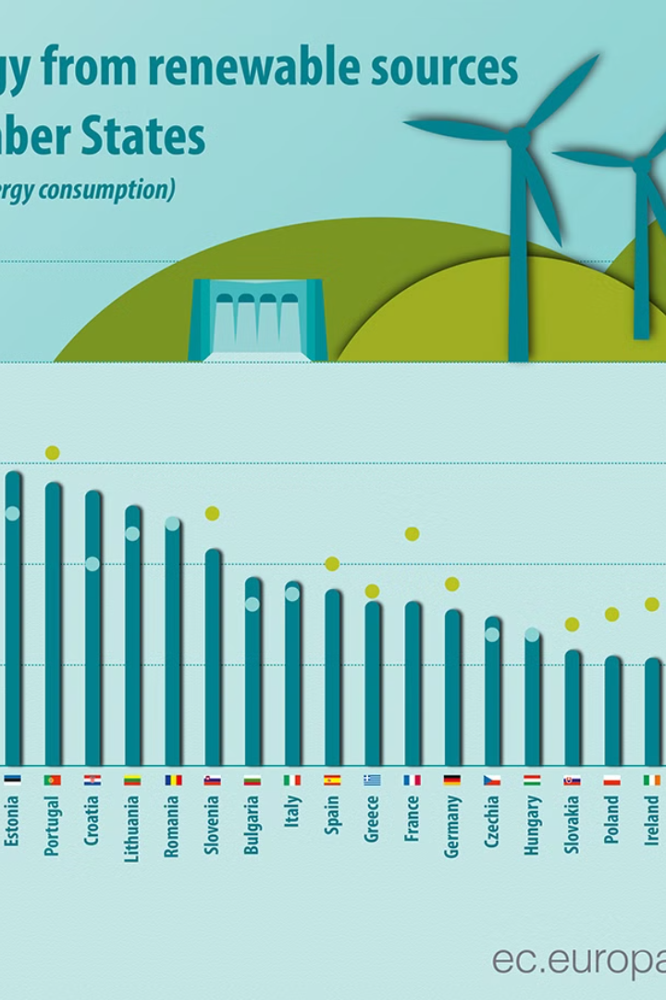 gy from renewable sources
ber States
ergy consumption)
Estonia
Portugal
Croatia
Lithuania
Romania
Slovenia
Bulgaria
Italy
Spain
Greece
France
Germany
Czechia
Hungary
Slovakia
Poland
Ireland
ec.europa